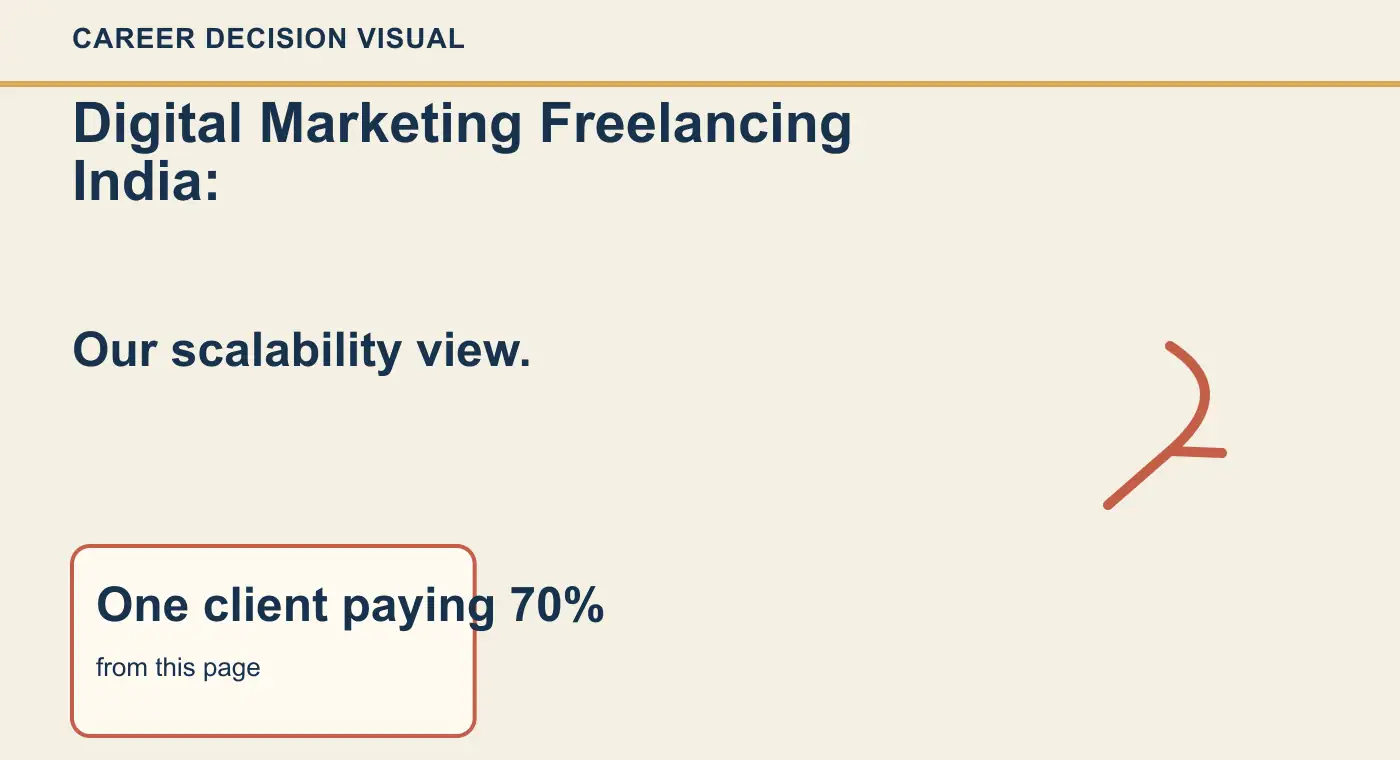 CAREER DECISION VISUAL
Digital Marketing Freelancing
India:
Our scalability view.
One client paying 70%
from this page